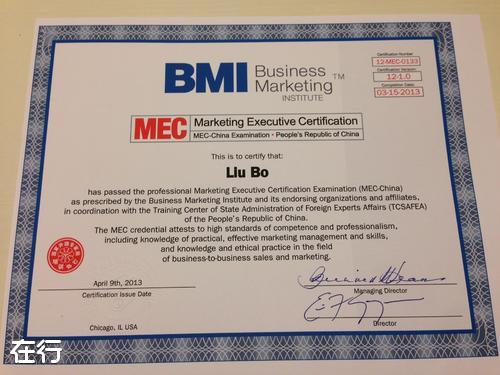 BMI Business Marketing INSTITUTE ™
Certification Number
12-MEC-0133
Certification Version:
12-1.0
Completion Date:
03-15-2013
MEC Marketing Executive Certification
MEC-China Examination • People's Republic of China
This is to certify that:
Liu Bo
has passed the professional Marketing Executive Certification Examination (MEC-China)
as prescribed by the Business Marketing Institute and its endorsing organizations and affiliates,
in coordination with the Training Center of State Administration of Foreign Experts Affairs (TCSAFEA)
of the People's Republic of China.
The MEC credential attests to high standards of competence and professionalism,
including knowledge of practical, effective marketing management and skills,
and knowledge and ethical practice in the field
of business-to-business sales and marketing.
April 9th, 2013
Certification Issue Date
Managing Director
Director
Chicago, IL USA
在行